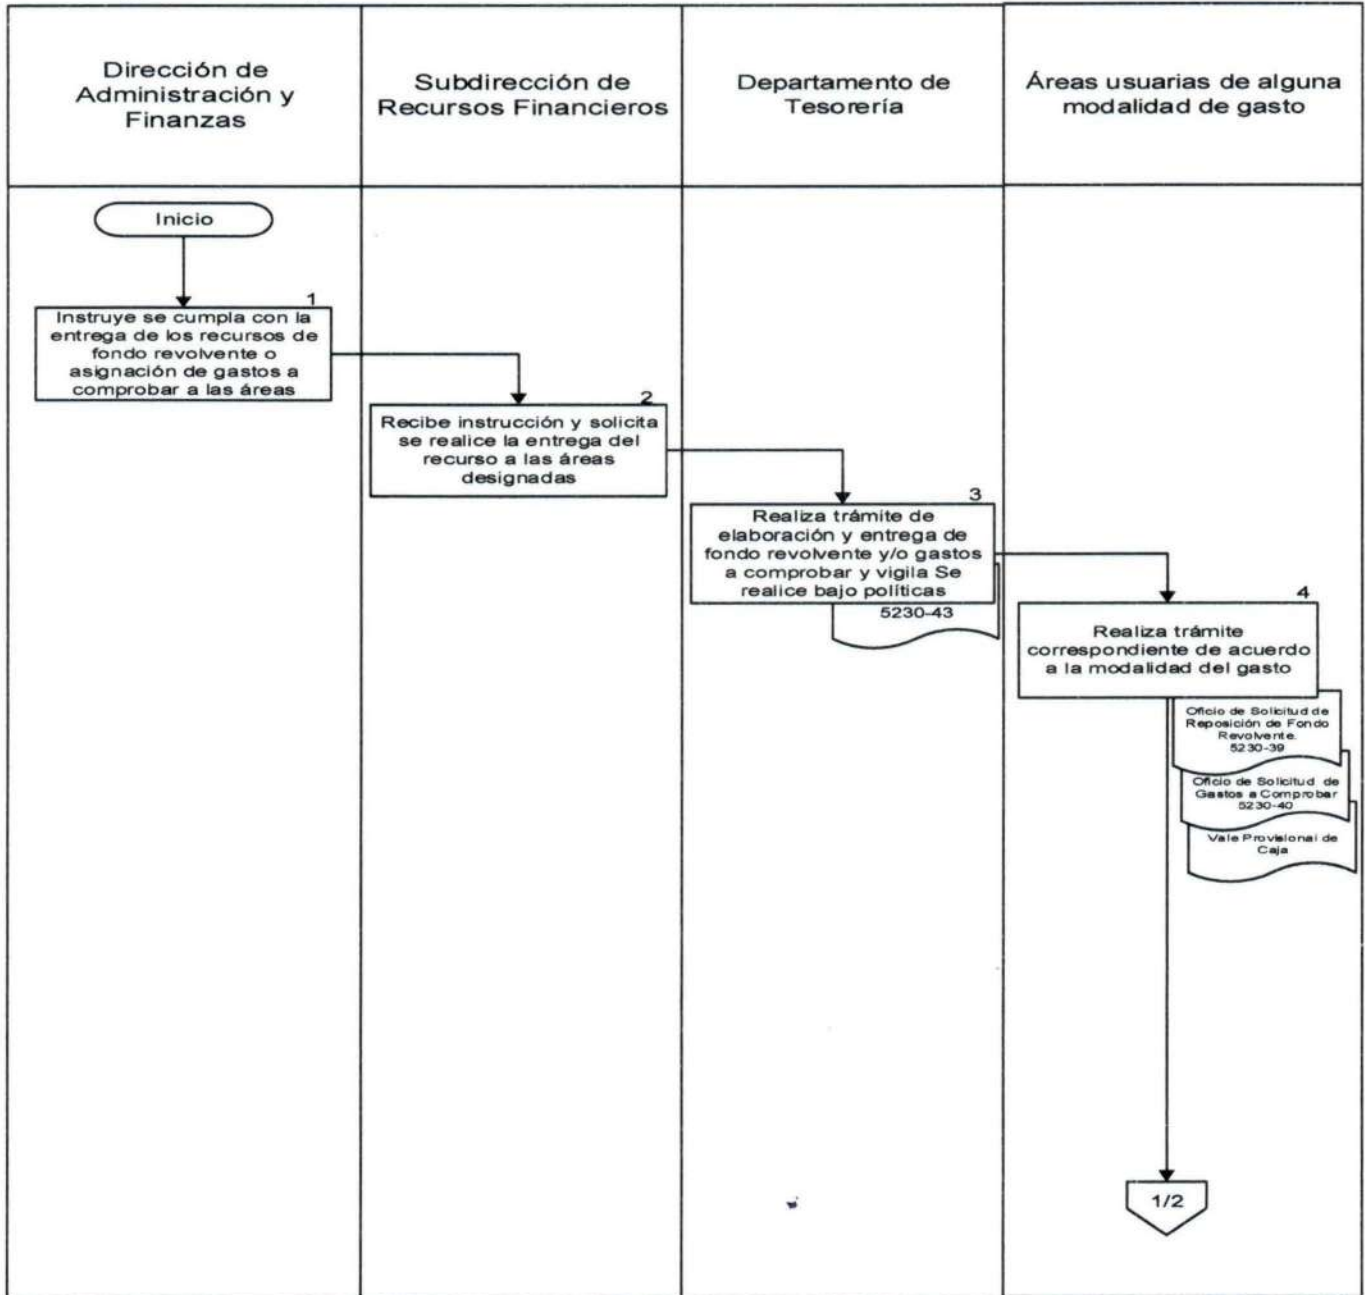 Dirección de
Administración y
Finanzas
Subdirección de
Recursos Financieros
Departamento de
Tesorería
Áreas usuarias de alguna
modalidad de gasto
Inicio
1
Instruye se cumpla con la
entrega de los recursos de
fondo revolvente o
asignación de gastos a
comprobar a las áreas
2
Recibe instrucción y solicita
se realice la entrega del
recurso a las áreas
designadas
3
Realiza trámite de
elaboración y entrega de
fondo revolvente y/o gastos
a comprobar y vigila Se
realice bajo políticas
5230-43
4
Realiza trámite
correspondiente de acuerdo
a la modalidad del gasto
Oficio de Solicitud de
Reposición de Fondo
Revolvente.
5230-39
Oficio de Solicitud de
Gastos a Comprobar
5230-40
Vale Provisional de
Caja
1/2